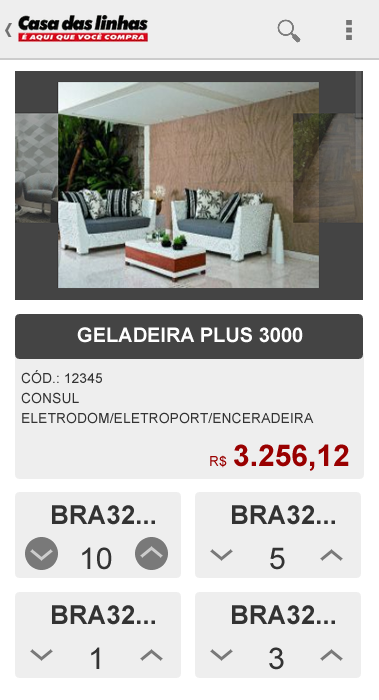 Casa das linhas
É AQUI QUE VOCÊ COMPRA
GELADEIRA PLUS 3000
CÓD.: 12345
CONSUL
ELETRODOM/ELETROPORT/ENCERADEIRA
R$ 3.256,12
BRA32... BRA32...
10 5
BRA32... BRA32...
1 3